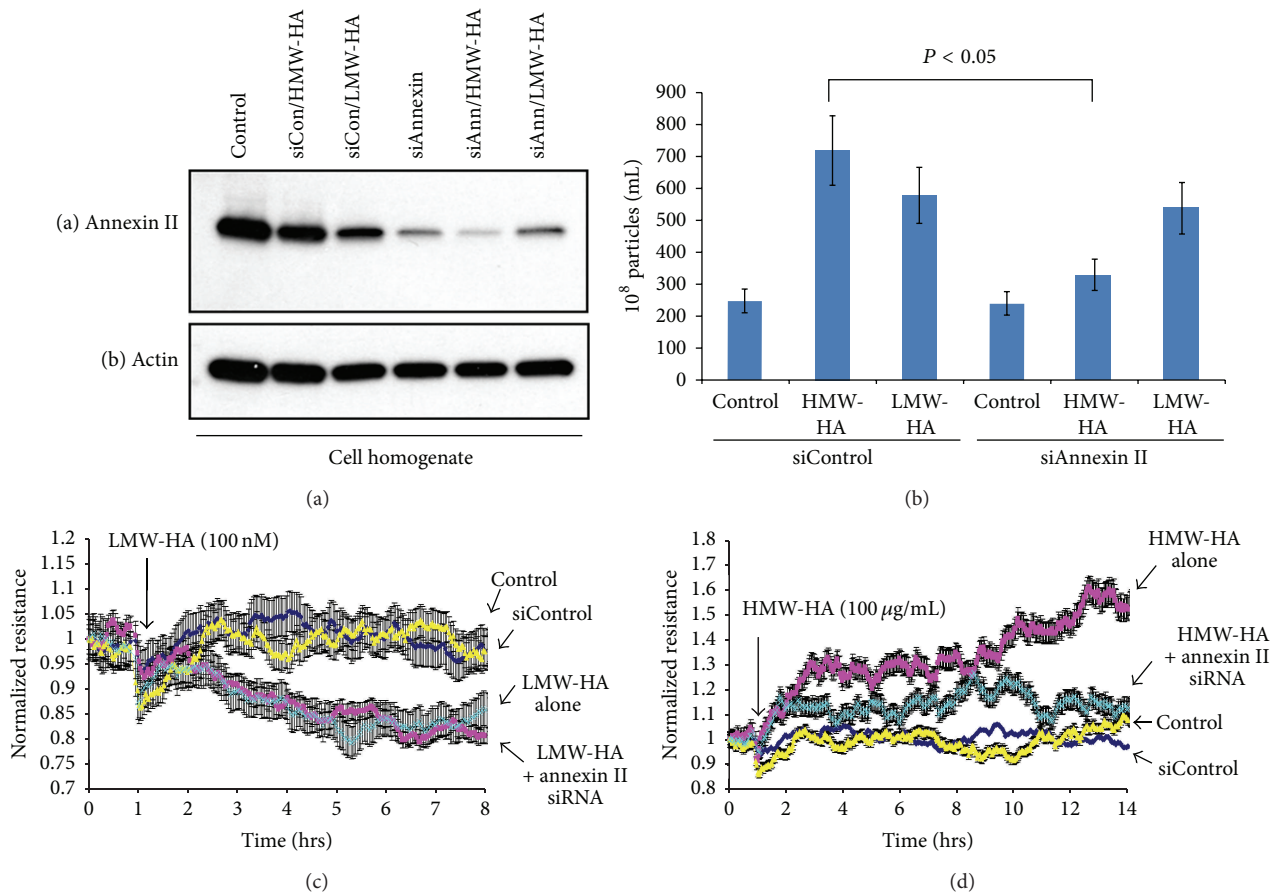 Control
siCon/HMW-HA
siCon/LMW-HA
siAnnexin
siAnn/HMW-HA
siAnn/LMW-HA
(a) Annexin II
(b) Actin
Cell homogenate
(a)
P < 0.05
10⁸ particles (mL)
900
800
700
600
500
400
300
200
100
0
Control
HMW-
HA
LMW-
HA
Control
HMW-
HA
LMW-
HA
siControl
siAnnexin II
(b)
Normalized resistance
1.2
1.15
1.1
1.05
1
0.95
0.9
0.85
0.8
0.75
0.7
LMW-HA (100 nM)
Control
siControl
LMW-HA
alone
LMW-HA
+ annexin II
siRNA
0 1 2 3 4 5 6 7 8
Time (hrs)
(c)
Normalized resistance
1.8
1.7
1.6
1.5
1.4
1.3
1.2
1.1
1
0.9
0.8
HMW-HA (100 μg/mL)
HMW-HA
alone
HMW-HA
+ annexin II
siRNA
Control
siControl
0 2 4 6 8 10 12 14
Time (hrs)
(d)